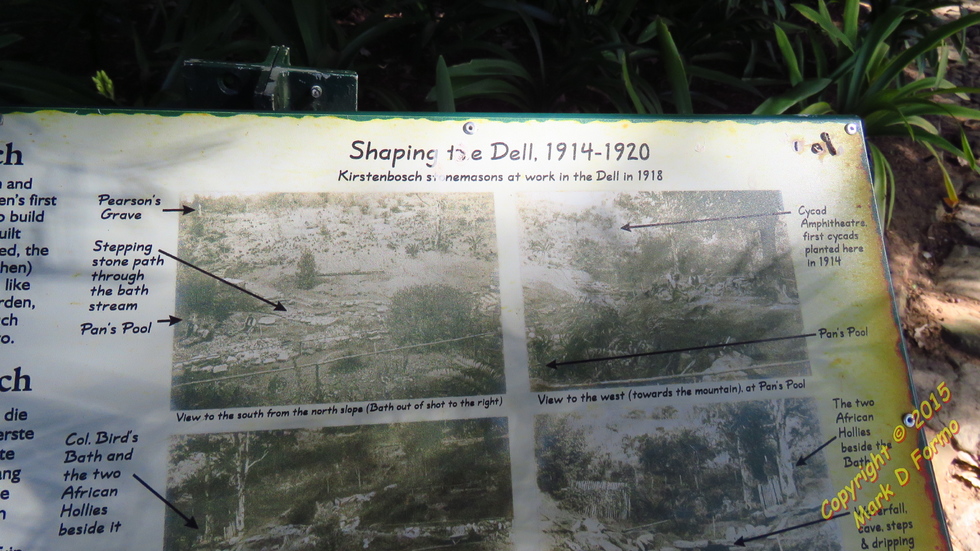 ch
n and
en's first
o build
uilt
ed, the
hen)
like
rden,
ch
o.
ch
die
erste
te
ang
e
n
Shaping the Dell, 1914-1920
Kirstenbosch stonemasons at work in the Dell in 1918
Pearson's
Grave
Stepping
stone path
through
the bath
stream
Pan's Pool
Cycad
Amphitheatre,
first cycads
planted here
in 1914
Pan's Pool
View to the south from the north slope (Bath out of shot to the right)
View to the west (towards the mountain), at Pan's Pool
Col. Bird's
Bath and
the two
African
Hollies
beside it
The two
African
Hollies
beside the
Bath
cave, steps
& dripping
Copyright © 2015
Mark D Formo